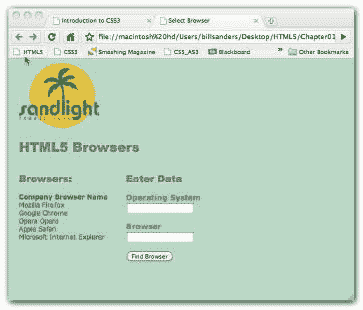 Introduction to CSS3
Select Browser
file://macintosh%20hd/Users/billsanders/Desktop/HTML5/Chapter01
HTML5
CSS3
Smashing Magazine
CSS_AS3
Blackboard
»
Other Bookmarks
sandlight
HTML5 Browsers
Browsers:
Company Browser Name
Mozilla Firefox
Google Chrome
Opera Opera
Apple Safari
Microsoft Internet Explorer
Enter Data
Operating System
Browser
Find Browser